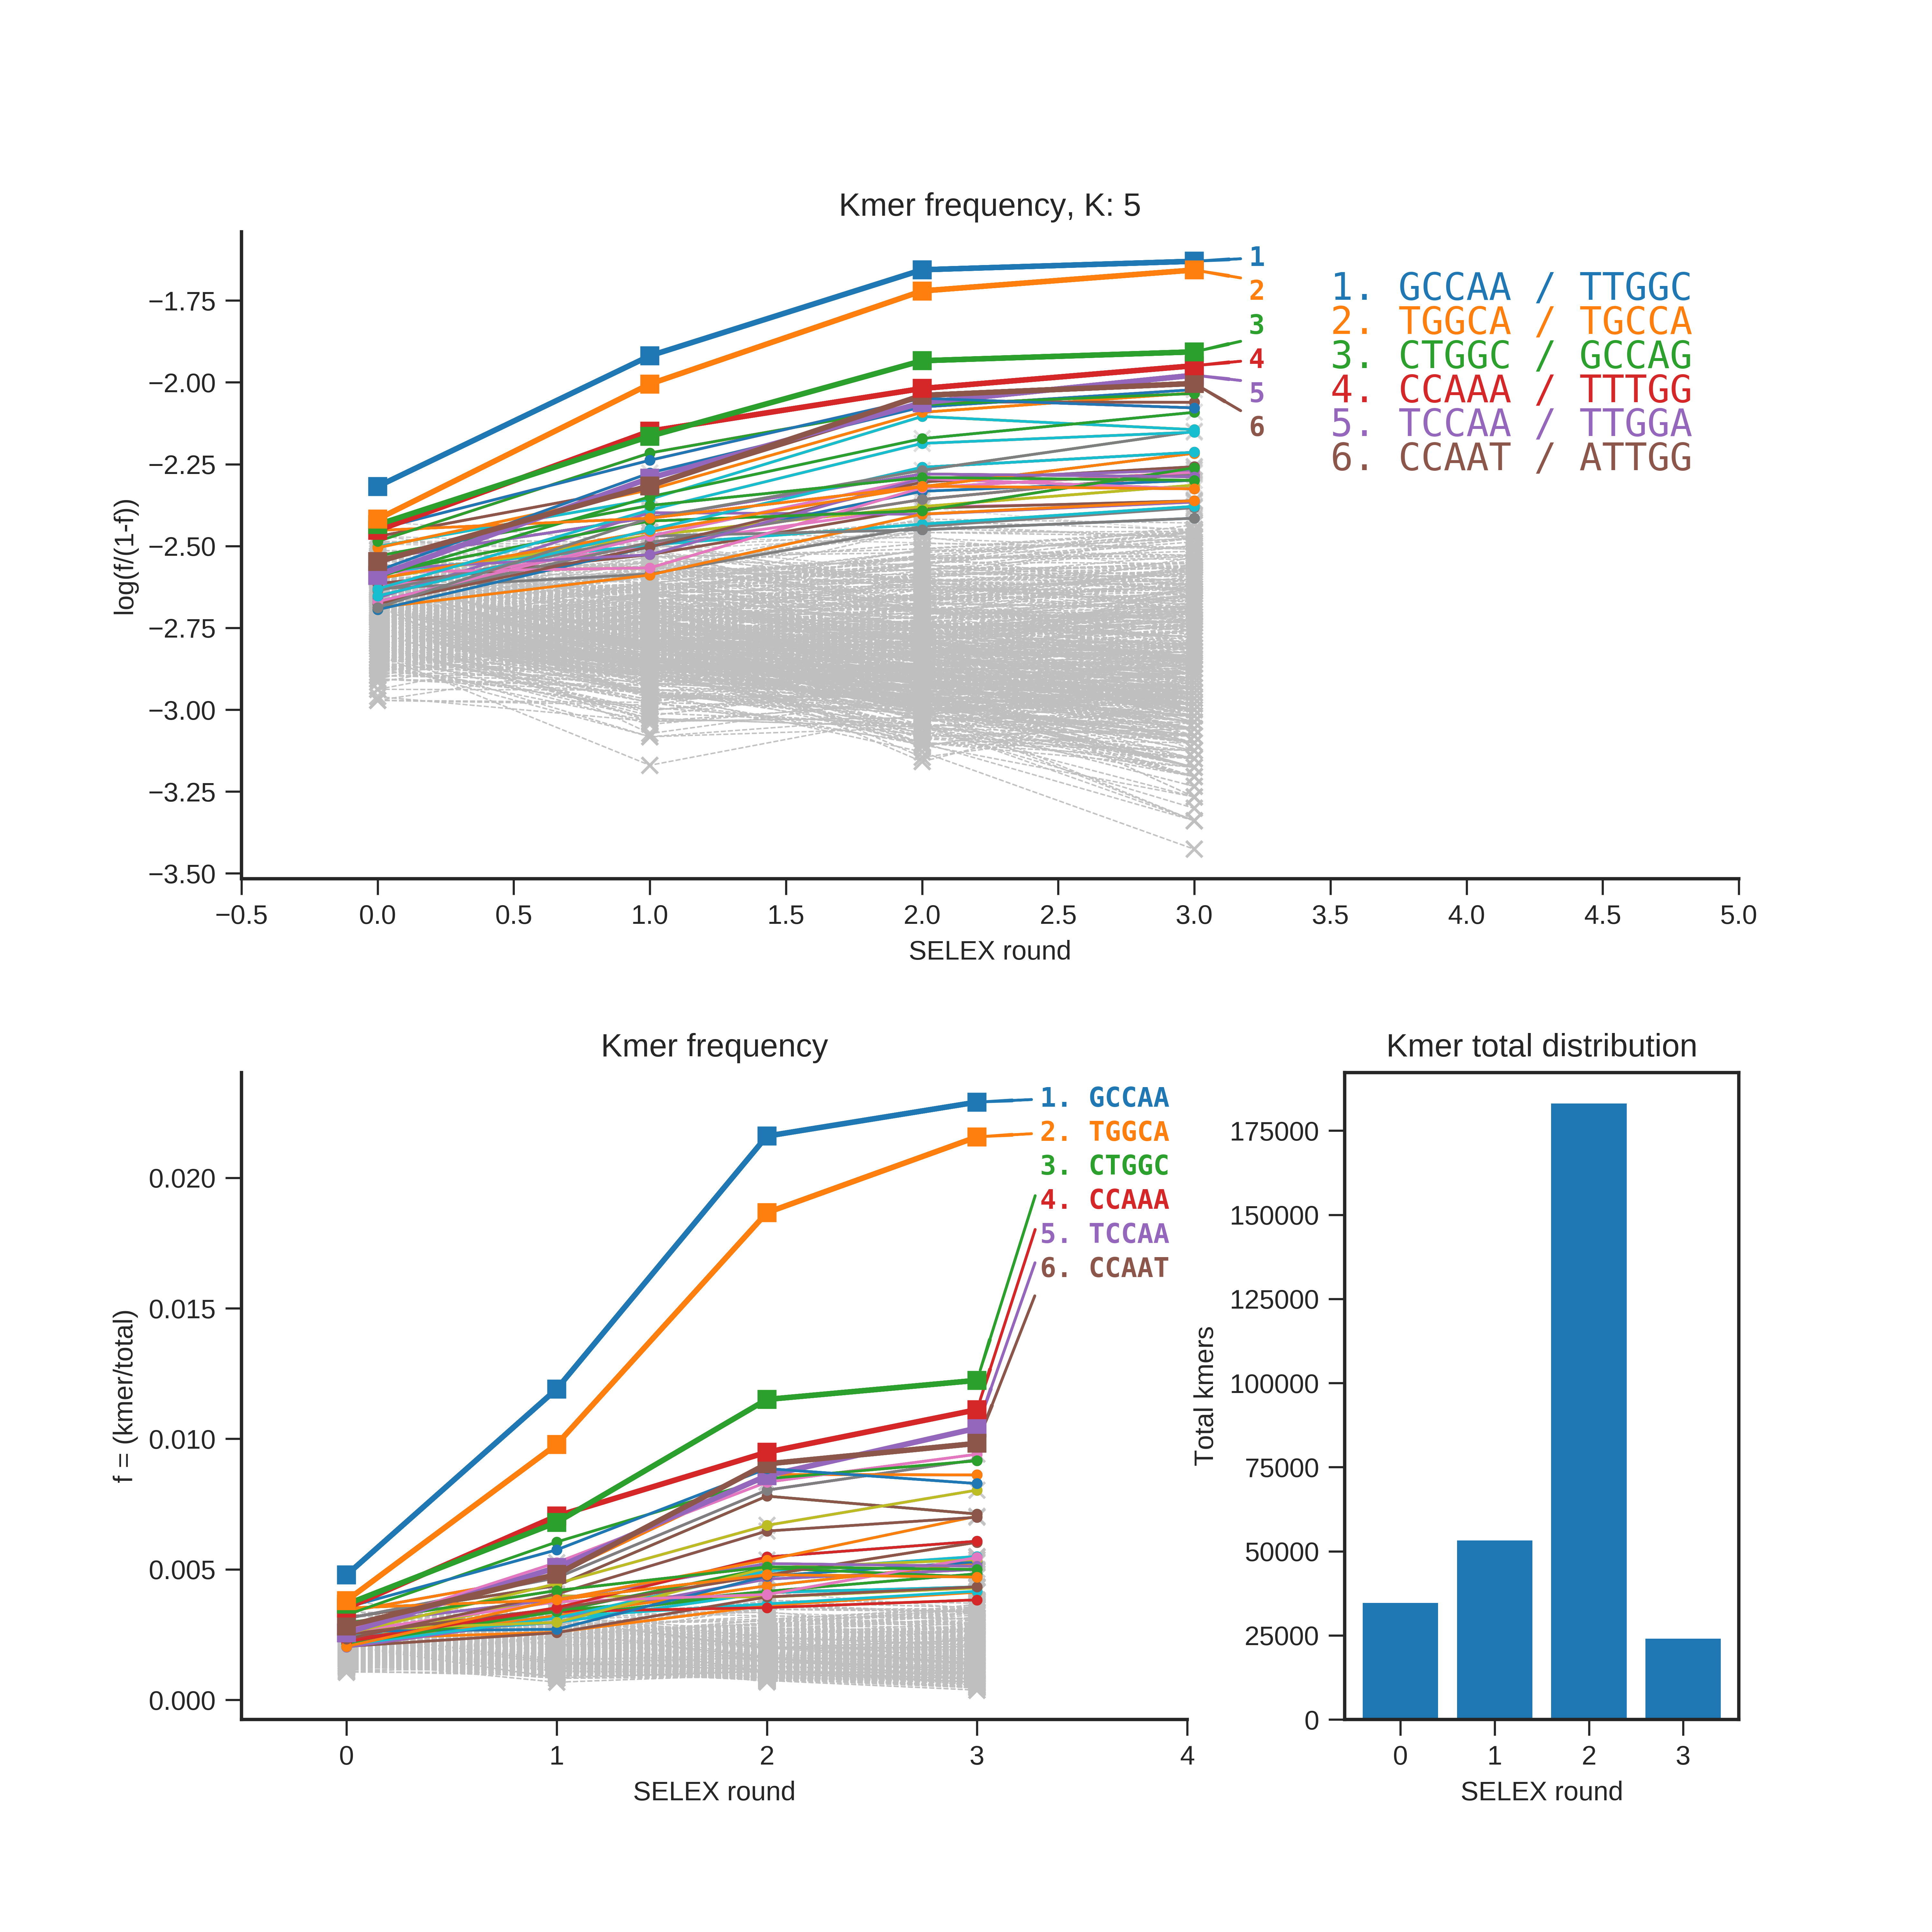 Kmer frequency, K: 5
log(f/(1-f))
−1.75
−2.00
−2.25
−2.50
−2.75
−3.00
−3.25
−3.50
−0.5 0.0 0.5 1.0 1.5 2.0 2.5 3.0 3.5 4.0 4.5 5.0
SELEX round
1
2
3
4
5
6
1. GCCAA / TTGGC
2. TGGCA / TGCCA
3. CTGGC / GCCAG
4. CCAAA / TTTGG
5. TCCAA / TTGGA
6. CCAAT / ATTGG
Kmer frequency
f = (kmer/total)
0.020
0.015
0.010
0.005
0.000
0 1 2 3 4
SELEX round
1. GCCAA
2. TGGCA
3. CTGGC
4. CCAAA
5. TCCAA
6. CCAAT
Kmer total distribution
Total kmers
175000
150000
125000
100000
75000
50000
25000
0
0 1 2 3
SELEX round